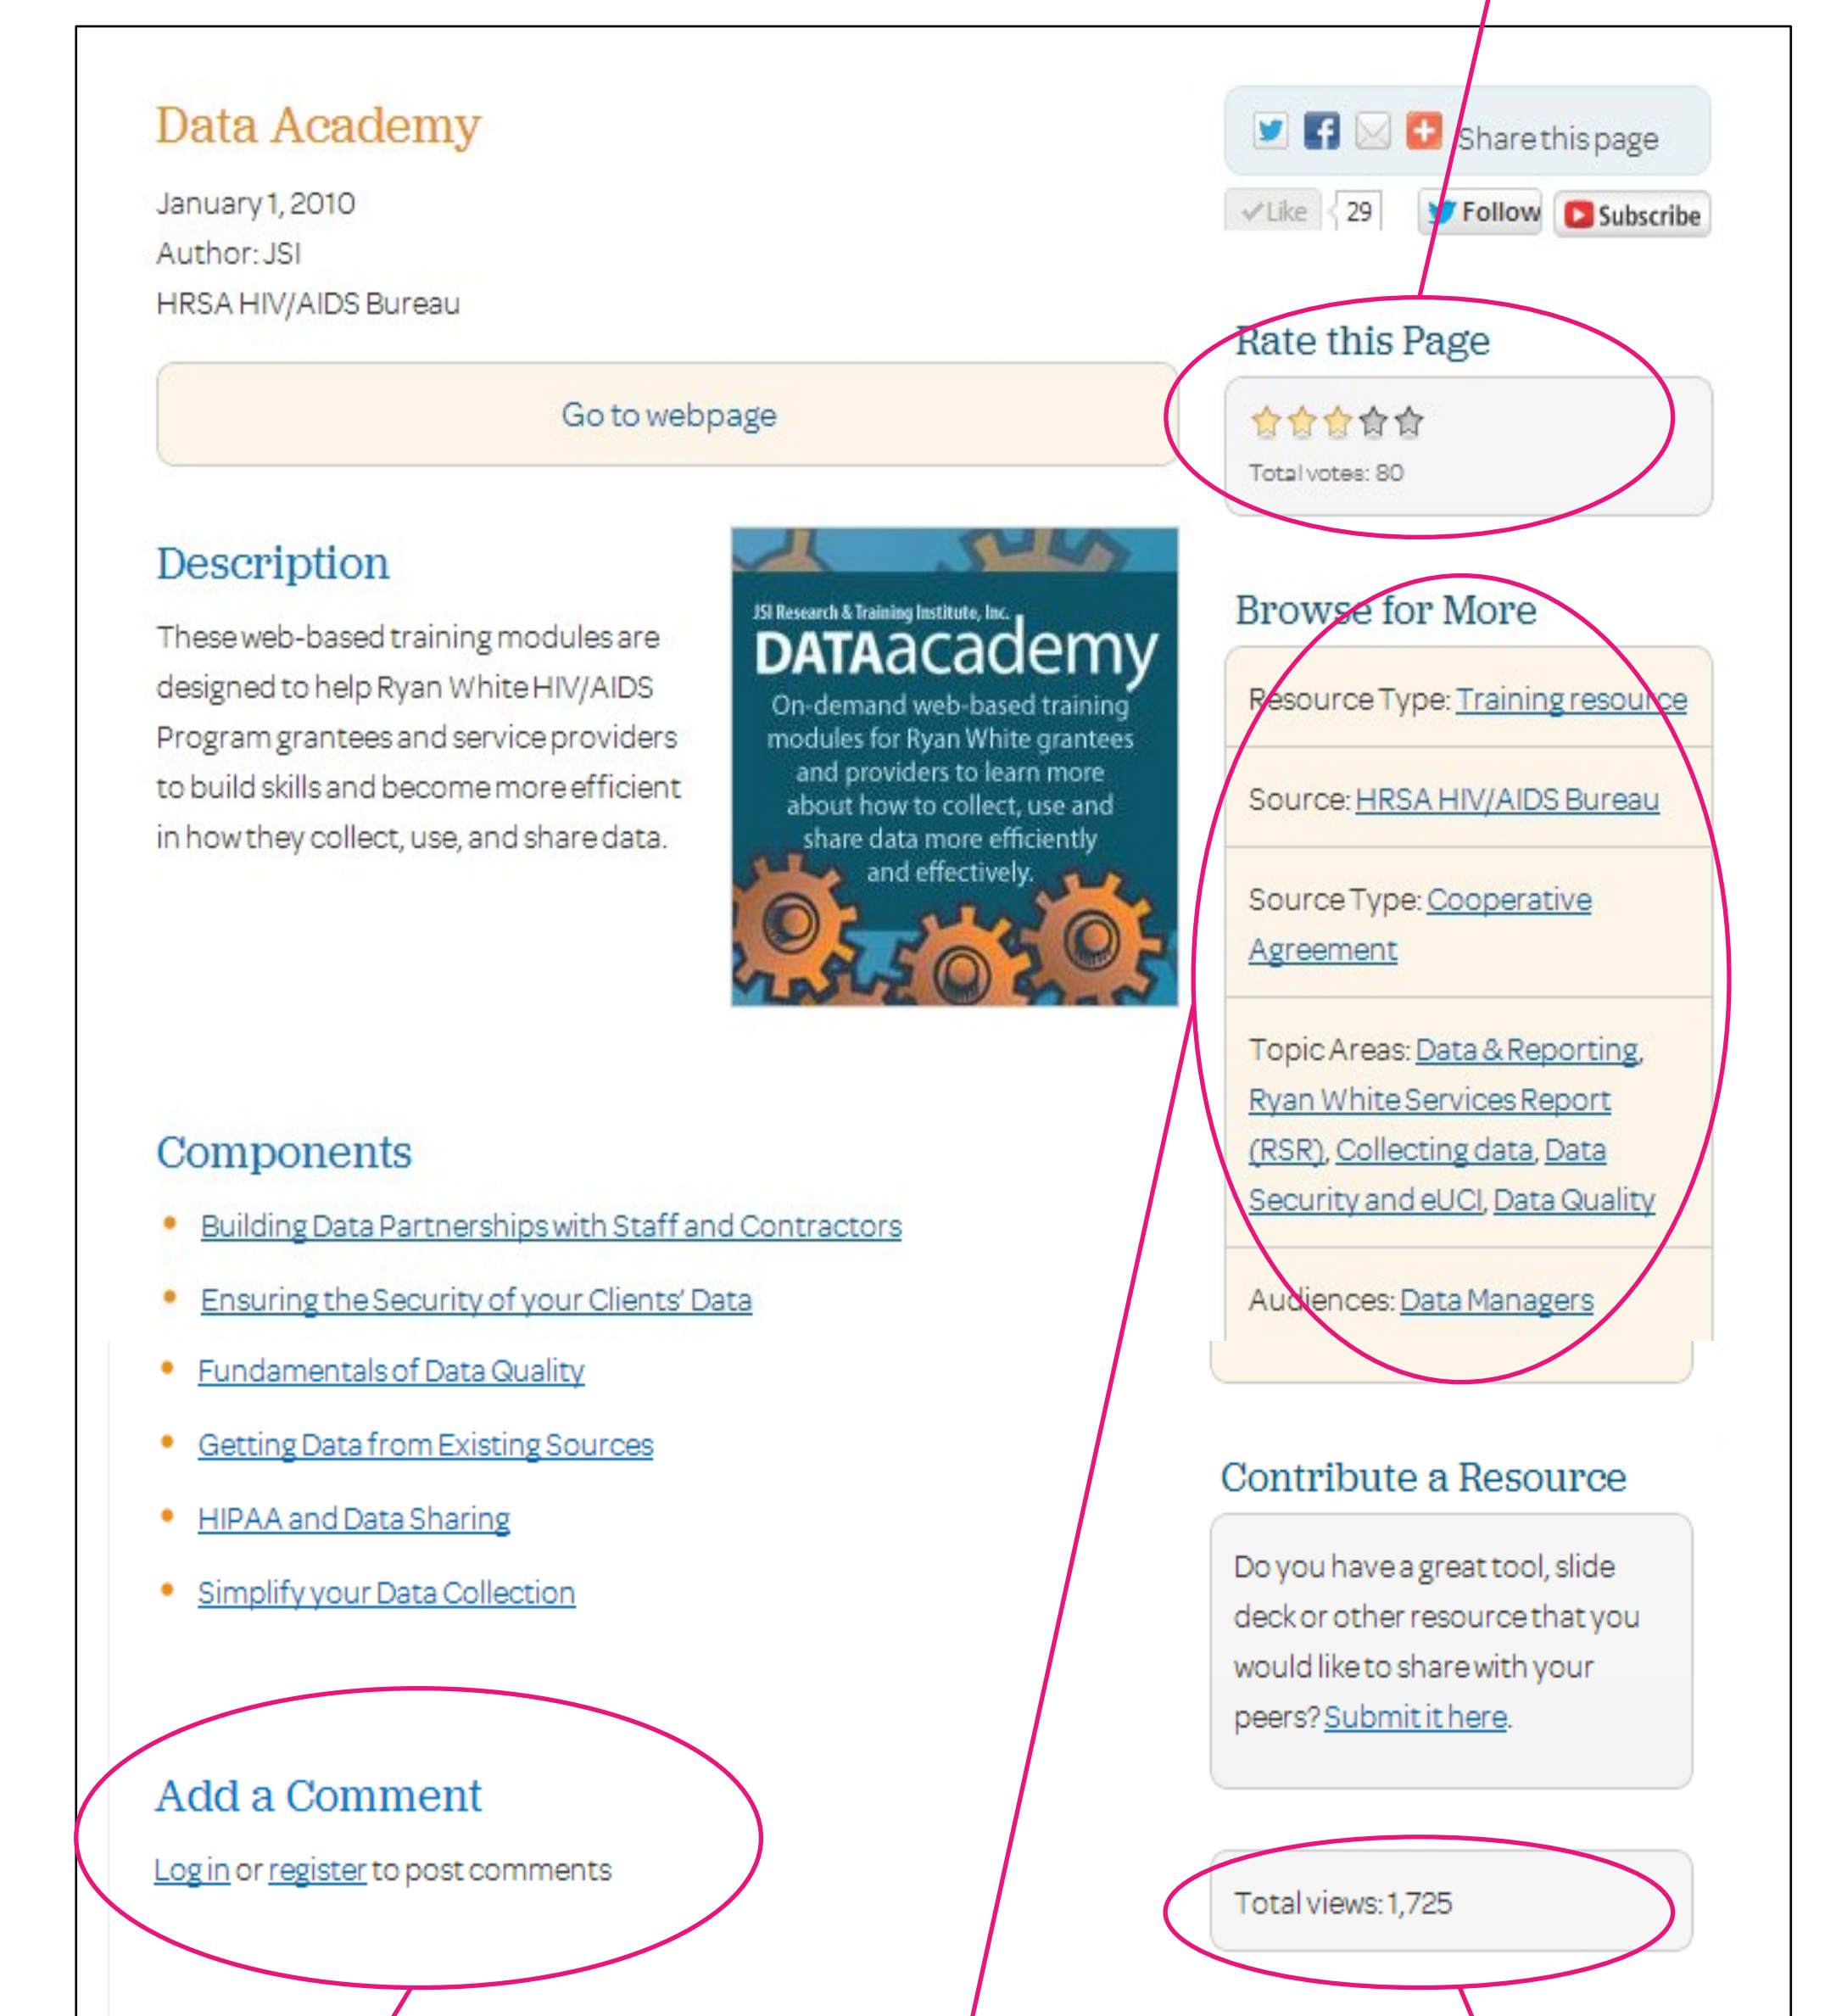 Data Academy
January 1, 2010
Author: JSI
HRSA HIV/AIDS Bureau
Go to webpage
Description
These web-based training modules are
designed to help Ryan White HIV/AIDS
Program grantees and service providers
to build skills and become more efficient
in how they collect, use, and share data.
JSI Research & Training Institute, Inc.
DATAacademy
On-demand web-based training
modules for Ryan White grantees
and providers to learn more
about how to collect, use and
share data more efficiently
and effectively.
Components
Building Data Partnerships with Staff and Contractors
Ensuring the Security of your Clients' Data
Fundamentals of Data Quality
Getting Data from Existing Sources
HIPAA and Data Sharing
Simplify your Data Collection
Add a Comment
Log in or register to post comments
Share this page
Like 29 Follow Subscribe
Rate this Page
Total votes: 80
Browse for More
Resource Type: Training resource
Source: HRSA HIV/AIDS Bureau
Source Type: Cooperative
Agreement
Topic Areas: Data & Reporting,
Ryan White Services Report
(RSR), Collecting data, Data
Security and eUCI, Data Quality
Audiences: Data Managers
Contribute a Resource
Do you have a great tool, slide
deck or other resource that you
would like to share with your
peers? Submit it here.
Total views: 1,725